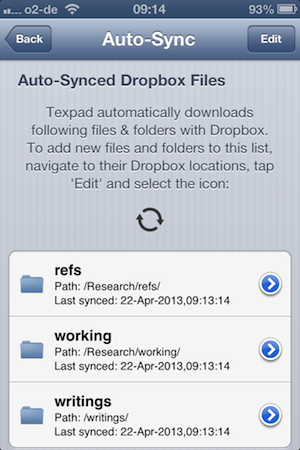 o2-de 09:14 93%
Back Auto-Sync Edit
Auto-Synced Dropbox Files
Texpad automatically downloads
following files & folders with Dropbox.
To add new files and folders to this list,
navigate to their Dropbox locations, tap
'Edit' and select the icon:
refs
Path: /Research/refs/
Last synced: 22-Apr-2013,09:13:14
working
Path: /Research/working/
Last synced: 22-Apr-2013,09:13:14
writings
Path: /writings/
Last synced: 22-Apr-2013,09:13:14